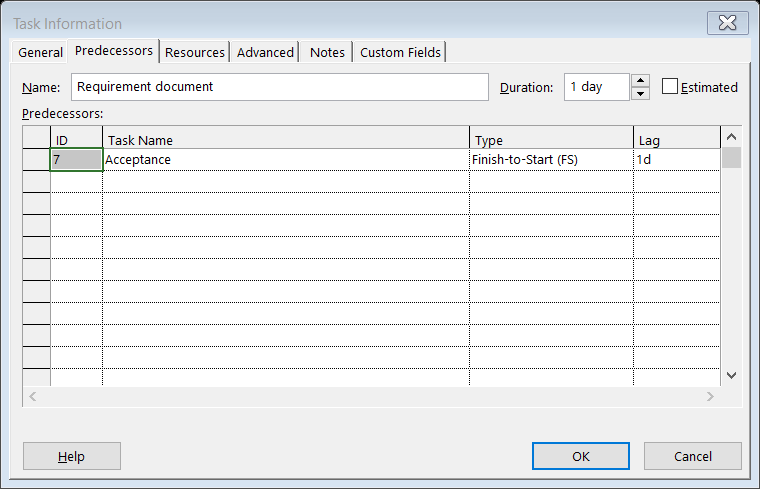 Task Information
General Predecessors Resources Advanced Notes Custom Fields
Name: Requirement document Duration: 1 day Estimated
Predecessors:
ID Task Name Type Lag
7 Acceptance Finish-to-Start (FS) 1d
Help OK Cancel